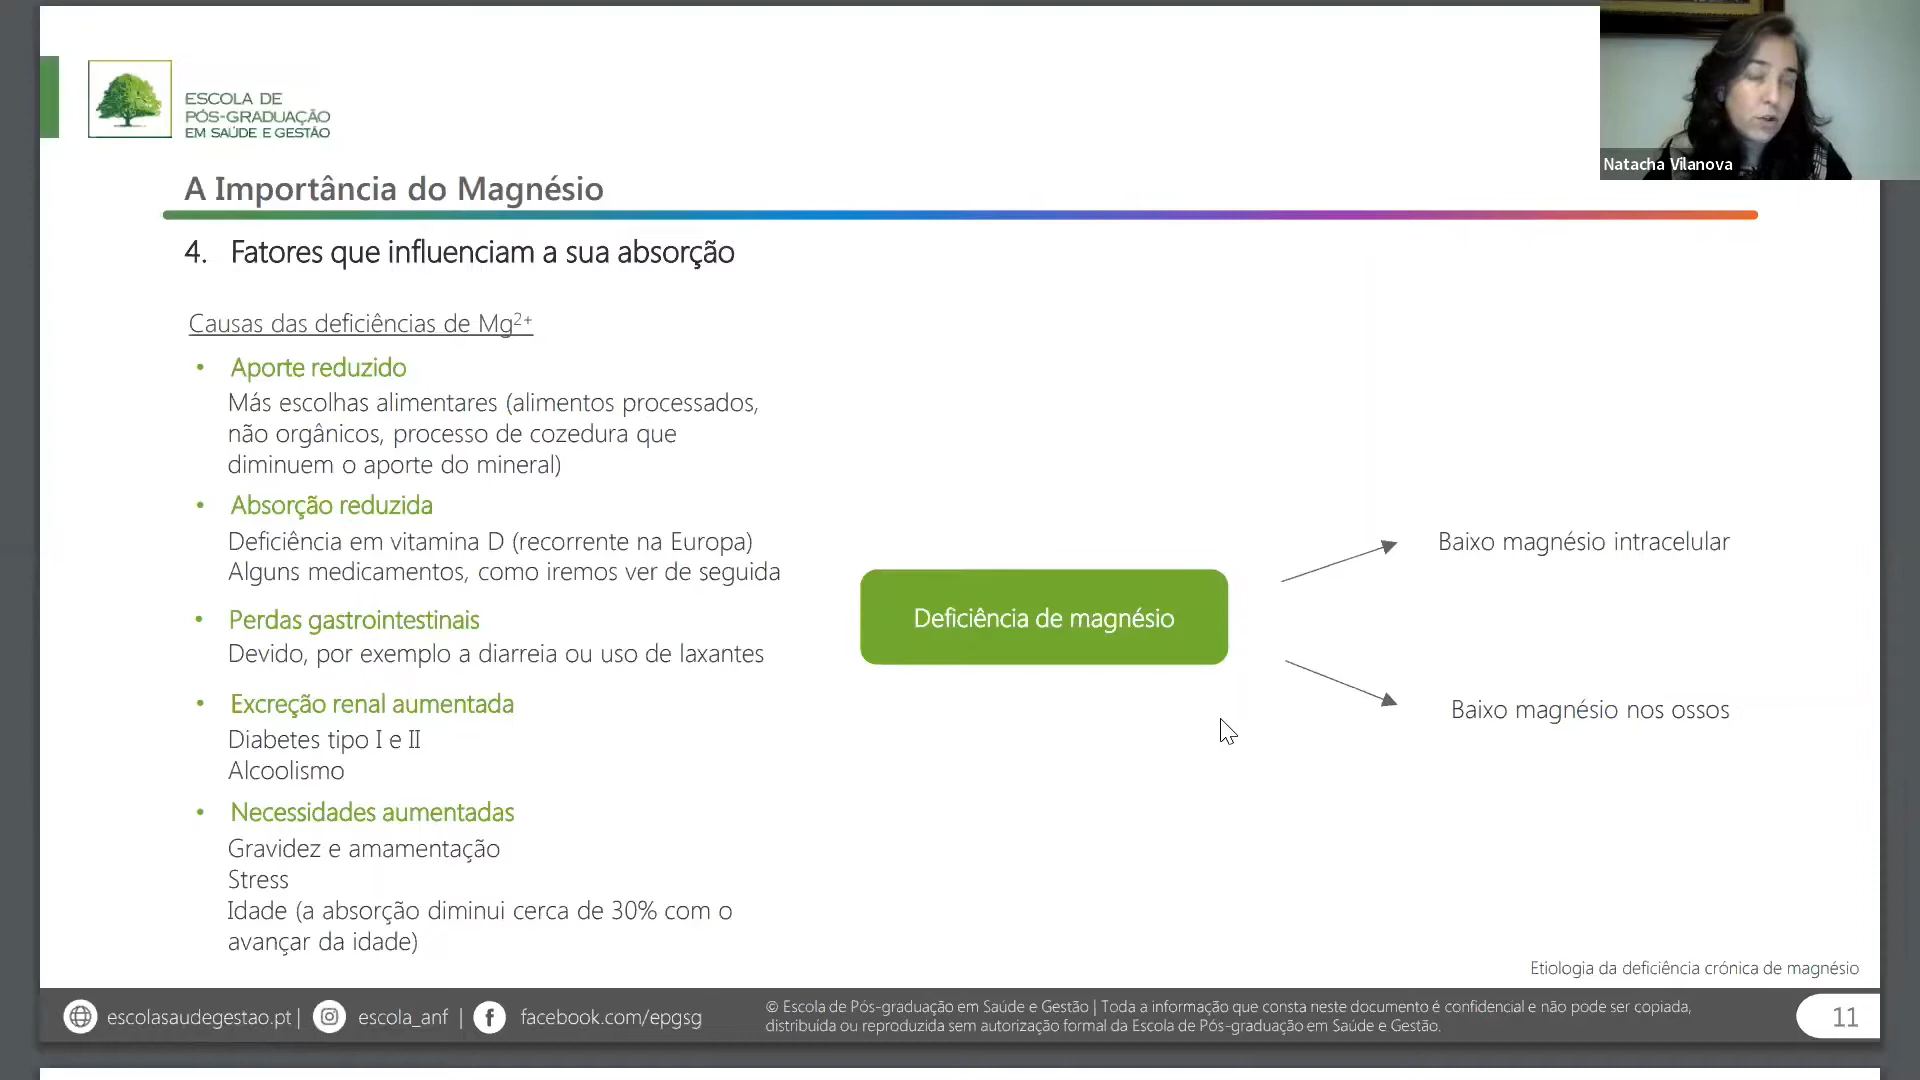 ESCOLA DE
PÓS-GRADUAÇÃO
EM SAÚDE E GESTÃO
Natacha Vilanova
A Importância do Magnésio
4. Fatores que influenciam a sua absorção
Causas das deficiências de Mg²⁺
• Aporte reduzido
Más escolhas alimentares (alimentos processados,
não orgânicos, processo de cozedura que
diminuem o aporte do mineral)
• Absorção reduzida
Deficiência em vitamina D (recorrente na Europa)
Alguns medicamentos, como iremos ver de seguida
• Perdas gastrointestinais
Devido, por exemplo a diarreia ou uso de laxantes
• Excreção renal aumentada
Diabetes tipo I e II
Alcoolismo
• Necessidades aumentadas
Gravidez e amamentação
Stress
Idade (a absorção diminui cerca de 30% com o
avançar da idade)
Deficiência de magnésio
Baixo magnésio intracelular
Baixo magnésio nos ossos
Etiologia da deficiência crónica de magnésio
escolasaudegestao.pt | escola_anf | facebook.com/epgsg
© Escola de Pós-graduação em Saúde e Gestão | Toda a informação que consta neste documento é confidencial e não pode ser copiada,
distribuída ou reproduzida sem autorização formal da Escola de Pós-graduação em Saúde e Gestão.
11